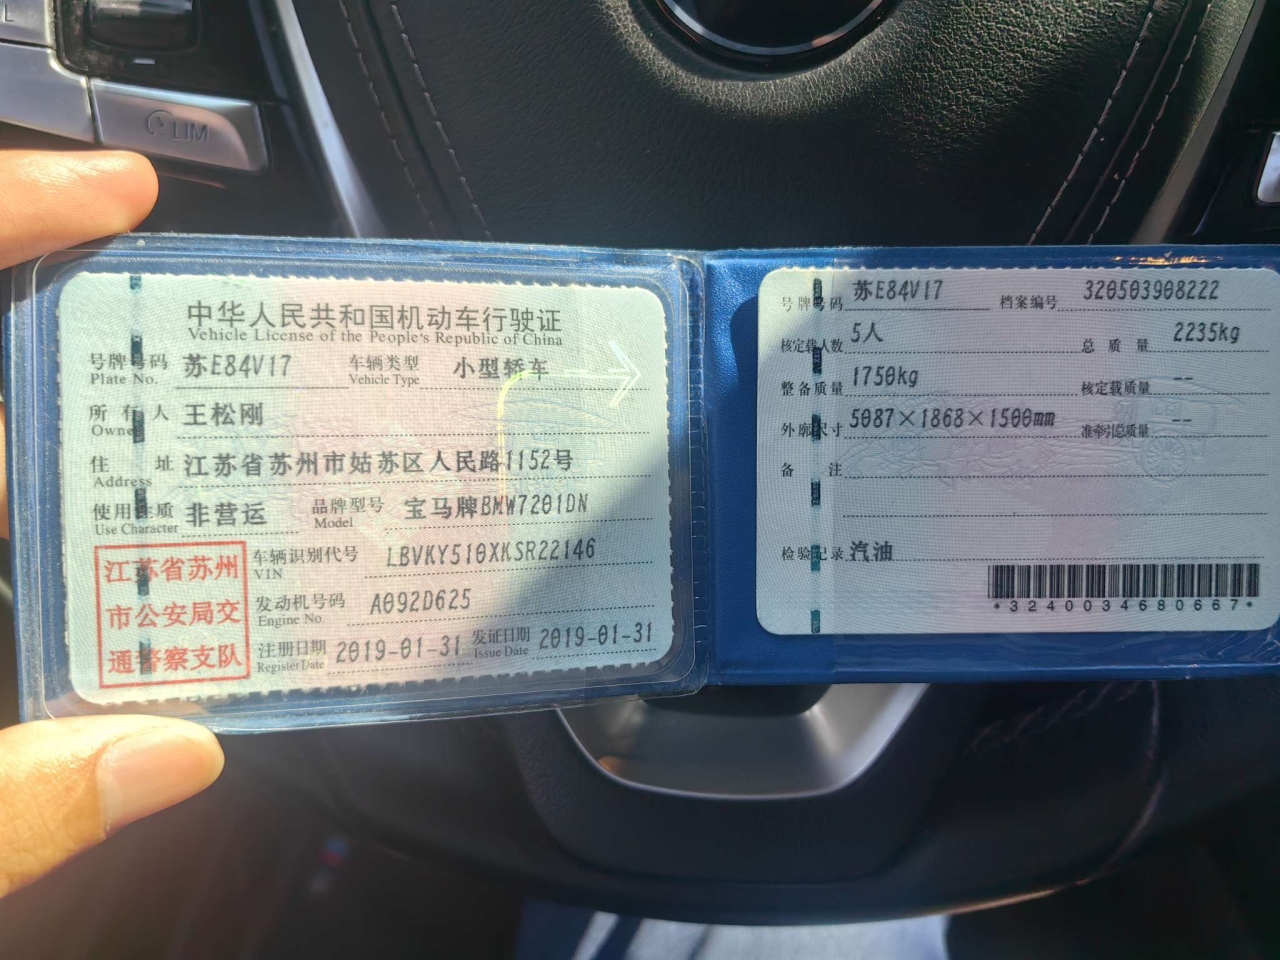 LIM
中华人民共和国机动车行驶证
Vehicle License of the People's Republic of China
号牌号码 苏E84V17 车辆类型 小型轿车
Plate No. Vehicle Type
所有人 王松刚
Owner
住址 江苏省苏州市姑苏区人民路1152号
Address
使用性质 非营运 品牌型号 宝马牌BMW7201DN
Use Character Model
江苏省苏州
市公安局交
通警察支队
车辆识别代号 LBVKY510XKSR22146
VIN
发动机号码 A092D625
Engine No.
注册日期 2019-01-31 发证日期 2019-01-31
Register Date Issue Date
号牌号码 苏E84V17 档案编号 320503908222
核定载人数 5人 总质量 2235kg
整备质量 1750kg 核定载质量 --
外廓尺寸 5087×1868×1500mm 准牵引总质量 --
备注
检验记录 汽油
*3240034680667*